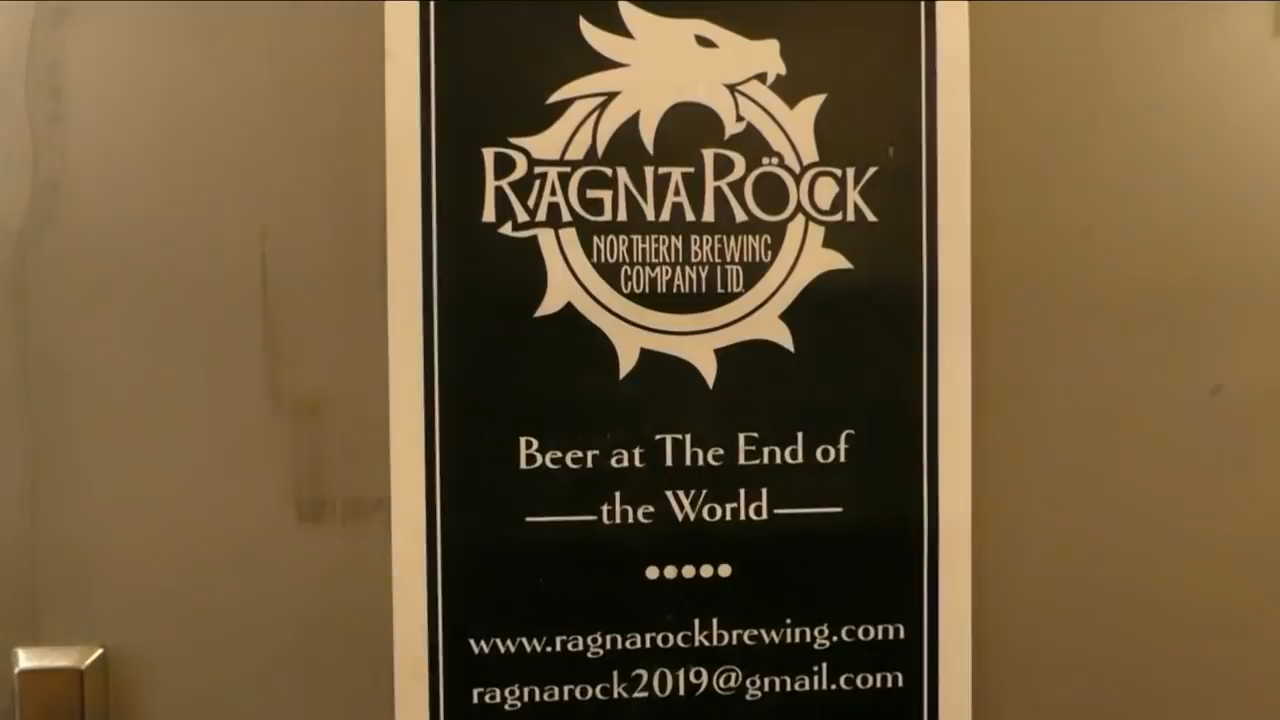 RAGNARÖCK
NORTHERN BREWING
COMPANY LTD.
Beer at The End of
the World
www.ragnarockbrewing.com
ragnarock2019@gmail.com